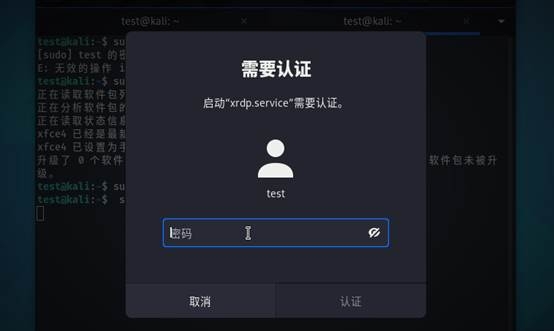 test@kali: ~ × test@kali: ~ ×
test@kali:~$ su
[sudo] test 的密
E: 无效的操作 i
test@kali:~$ su
正在读取软件包列
正在分析软件包的
正在读取状态信息
xfce4 已经是最新
xfce4 已设置为手
升级了 0 个软件 软件包未被升
级。
test@kali:~$ su
test@kali:~$ s
需要认证
启动“xrdp.service”需要认证。
test
密码
取消 认证